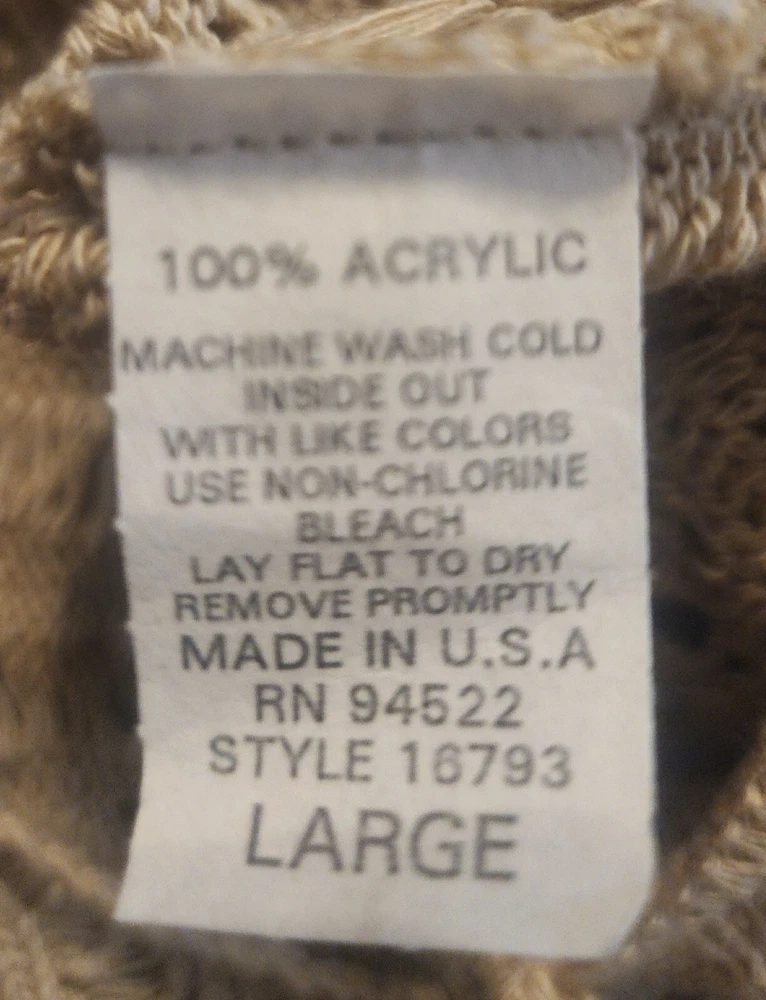 100% ACRYLIC
MACHINE WASH COLD
INSIDE OUT
WITH LIKE COLORS
USE NON-CHLORINE
BLEACH
LAY FLAT TO DRY
REMOVE PROMPTLY
MADE IN U.S.A
RN 94522
STYLE 16793
LARGE